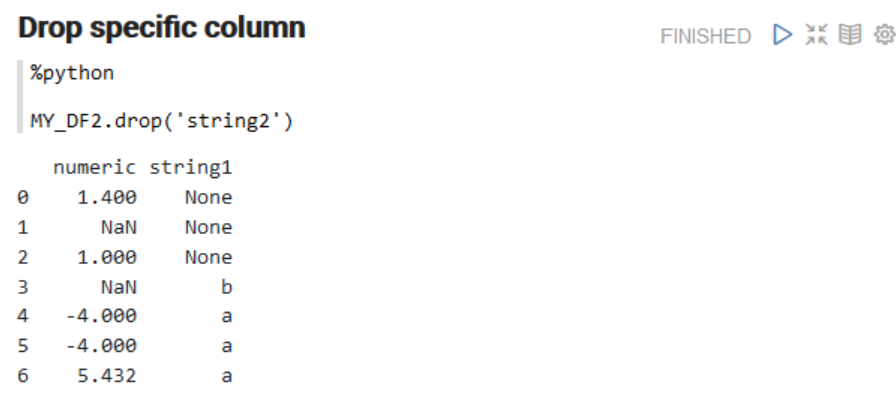 Drop specific column
FINISHED
%python
MY_DF2.drop('string2')
numeric string1
0 1.400 None
1 NaN None
2 1.000 None
3 NaN b
4 -4.000 a
5 -4.000 a
6 5.432 a